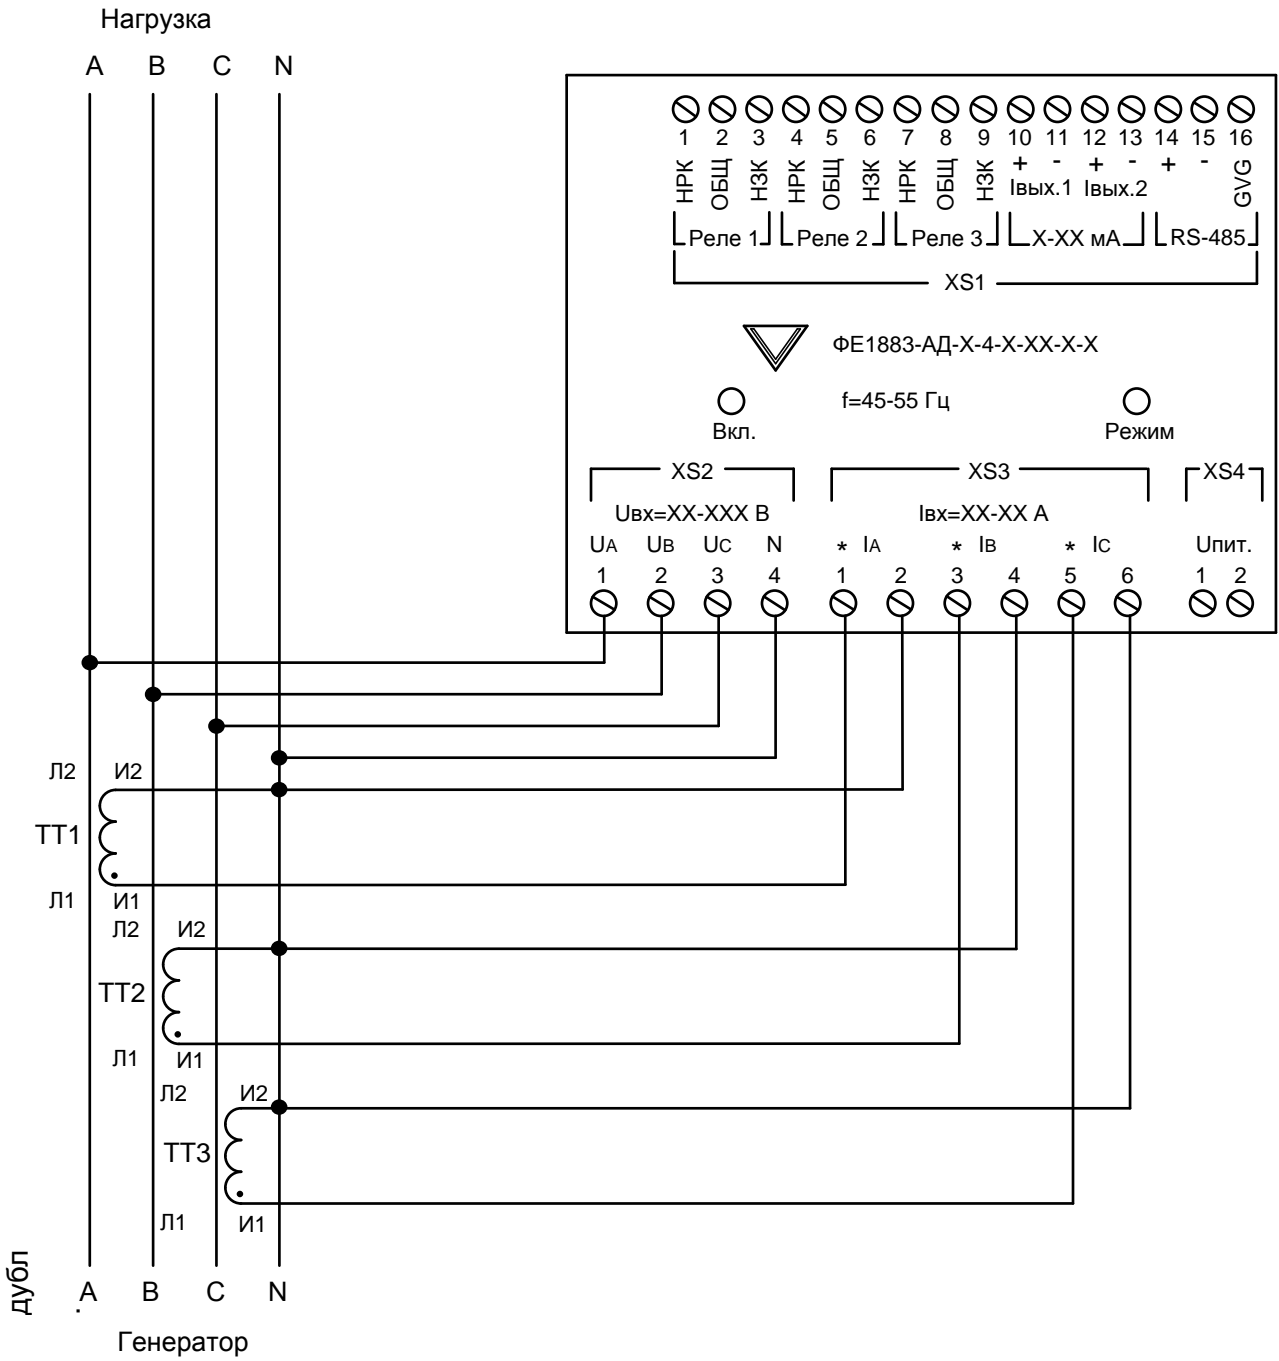 Нагрузка
A B C N
1 2 3 4 5 6 7 8 9 10 11 12 13 14 15 16
НРК ОБЩ НЗК НРК ОБЩ НЗК НРК ОБЩ НЗК + - + - + - GVG
Iвых.1 Iвых.2
Реле 1 Реле 2 Реле 3 X-XX мА RS-485
XS1
ФЕ1883-АД-Х-4-Х-ХХ-Х-Х
f=45-55 Гц
Вкл. Режим
XS2 XS3 XS4
Uвх=XX-XXX В Iвх=XX-XX А
UA UB UC N * IA * IB * IC Uпит.
1 2 3 4 1 2 3 4 5 6 1 2
Л2 И2
ТТ1
Л1 И1
Л2 И2
ТТ2
Л1 И1
Л2 И2
ТТ3
Л1 И1
дубл.
A B C N
Генератор